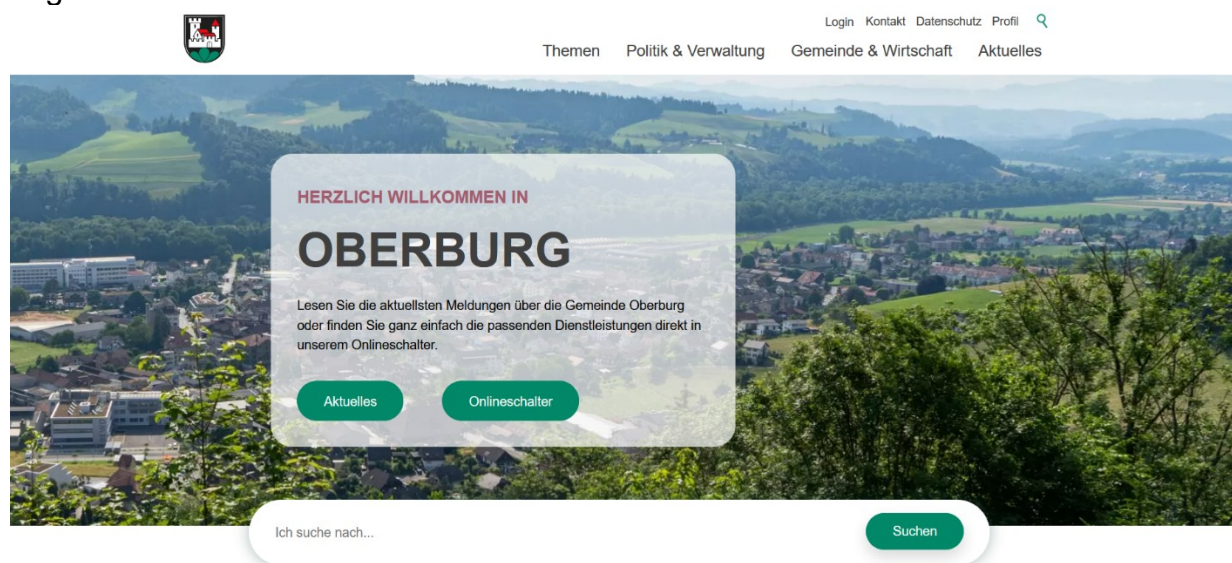 Login Kontakt Datenschutz Profil
Themen Politik & Verwaltung Gemeinde & Wirtschaft Aktuelles
HERZLICH WILLKOMMEN IN
OBERBURG
Lesen Sie die aktuellsten Meldungen über die Gemeinde Oberburg
oder finden Sie ganz einfach die passenden Dienstleistungen direkt in
unserem Onlineschalter.
Aktuelles Onlineschalter
Ich suche nach... Suchen